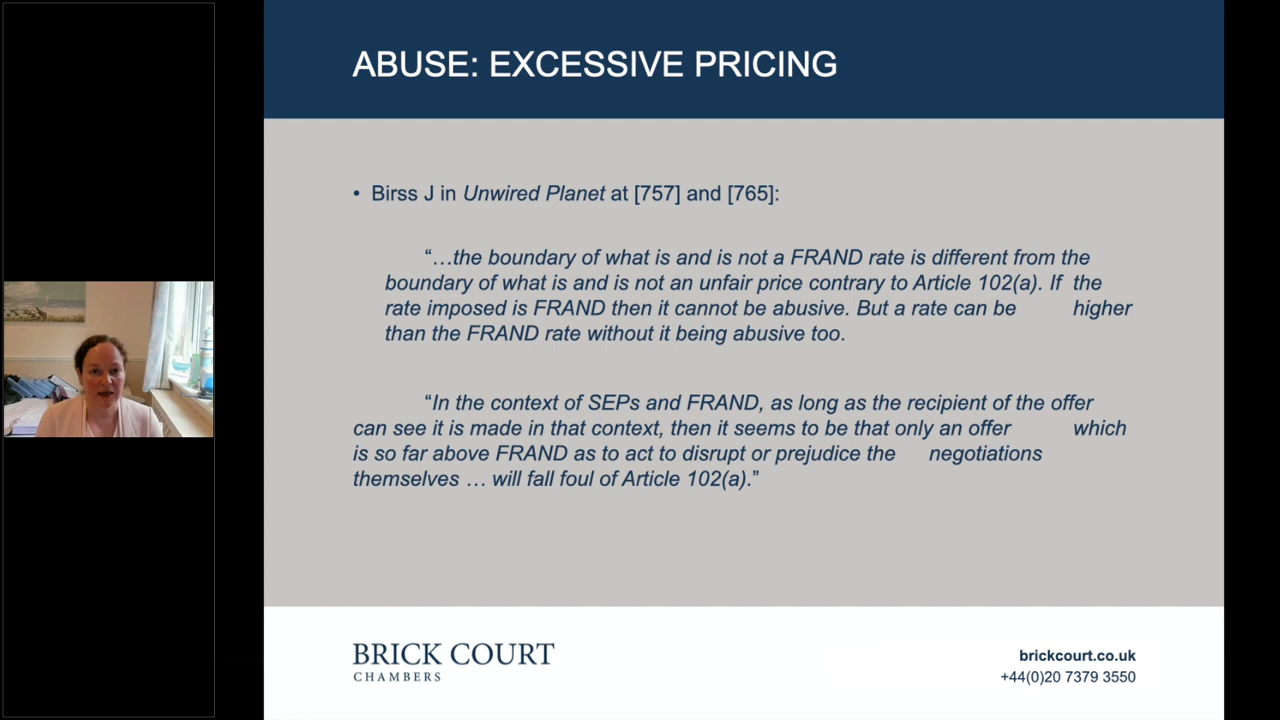 ABUSE: EXCESSIVE PRICING
• Birss J in Unwired Planet at [757] and [765]:
“…the boundary of what is and is not a FRAND rate is different from the
boundary of what is and is not an unfair price contrary to Article 102(a). If the
rate imposed is FRAND then it cannot be abusive. But a rate can be higher
than the FRAND rate without it being abusive too.
“In the context of SEPs and FRAND, as long as the recipient of the offer
can see it is made in that context, then it seems to be that only an offer which
is so far above FRAND as to act to disrupt or prejudice the negotiations
themselves … will fall foul of Article 102(a).”
BRICK COURT
CHAMBERS
brickcourt.co.uk
+44(0)20 7379 3550